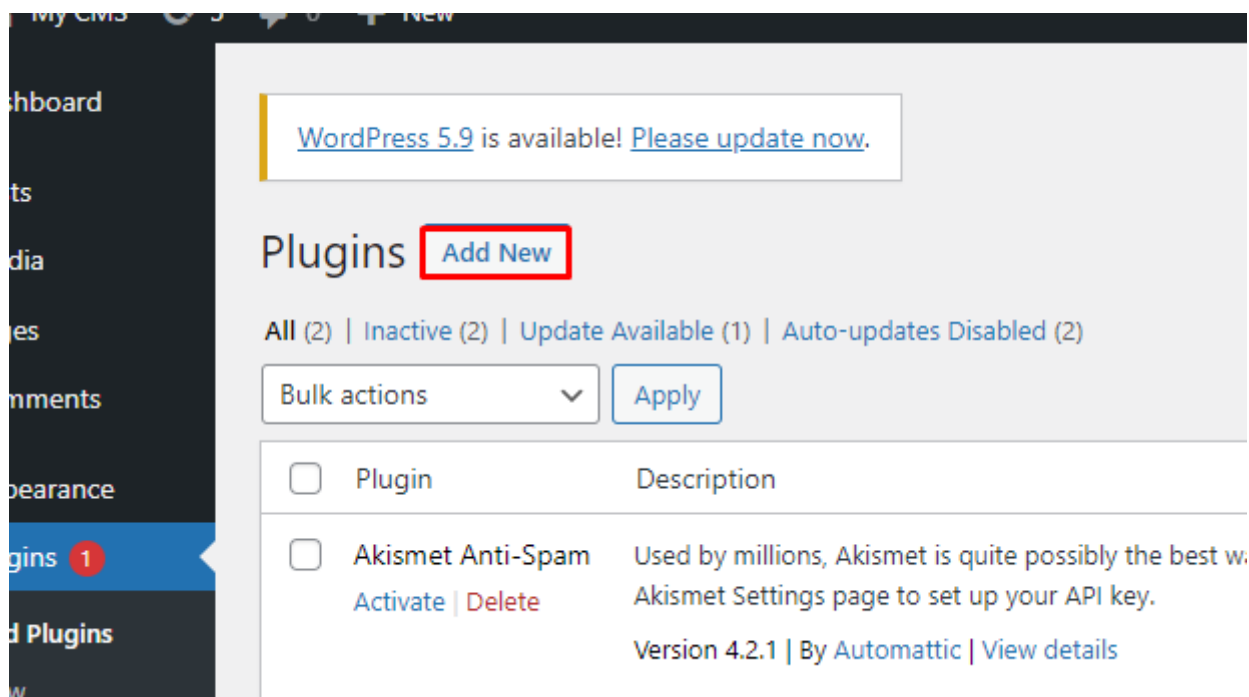 My CMS 5 0 New
shboard
WordPress 5.9 is available! Please update now.
ts
dia
Plugins Add New
ges
All (2) | Inactive (2) | Update Available (1) | Auto-updates Disabled (2)
mments
Bulk actions Apply
Plugin Description
pearance
gins 1
Akismet Anti-Spam Used by millions, Akismet is quite possibly the best wa
Activate | Delete Akismet Settings page to set up your API key.
d Plugins
Version 4.2.1 | By Automattic | View details
w